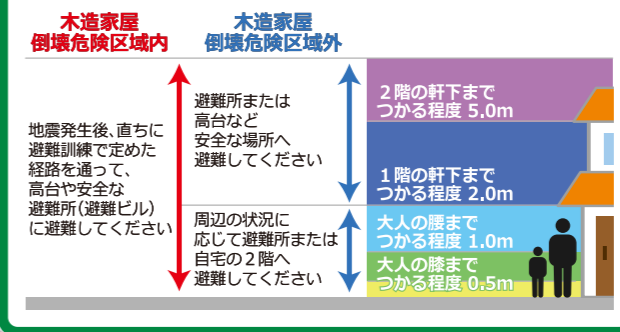 木造家屋
倒壊危険区域内
木造家屋
倒壊危険区域外
地震発生後、直ちに
避難訓練で定めた
経路を通って、
高台や安全な
避難所(避難ビル)
に避難してください
避難所または
高台など
安全な場所へ
避難してください
周辺の状況に
応じて避難所または
自宅の2階へ
避難してください
2階の軒下まで
つかる程度 5.0m
1階の軒下まで
つかる程度 2.0m
大人の腰まで
つかる程度 1.0m
大人の膝まで
つかる程度 0.5m